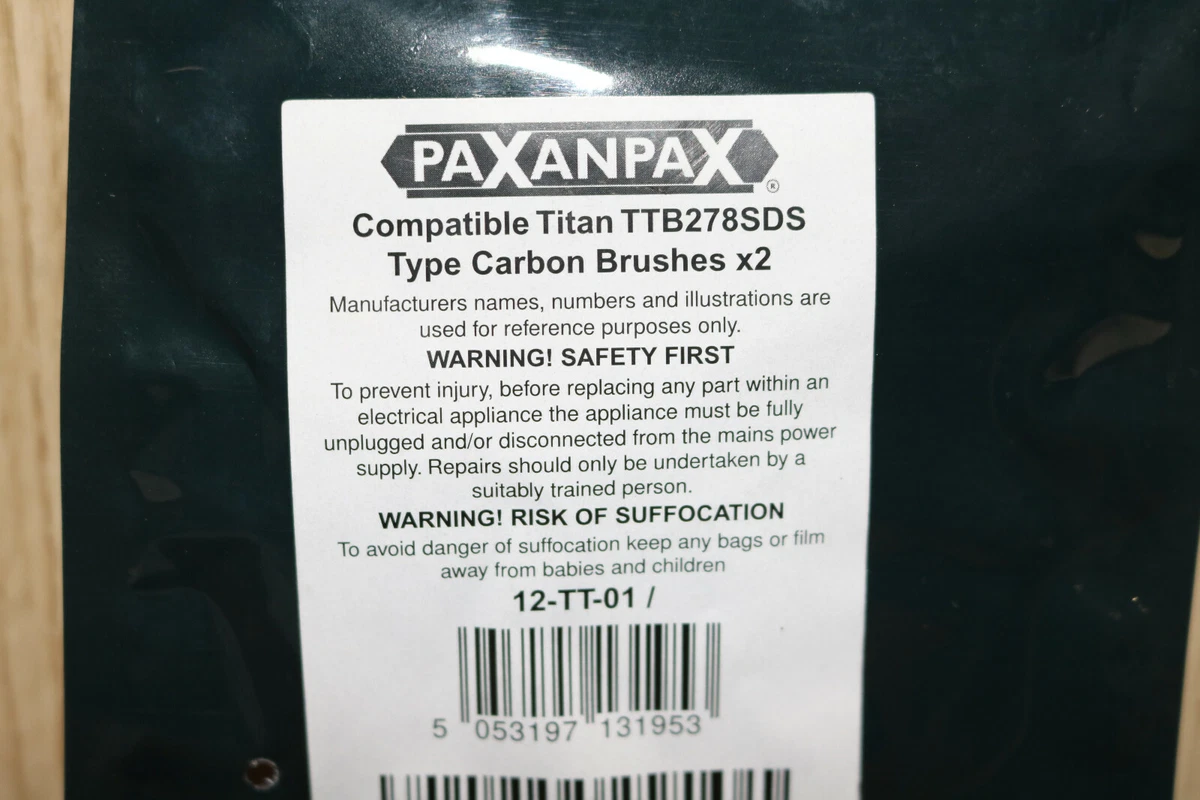 PAXANPAX®
Compatible Titan TTB278SDS
Type Carbon Brushes x2
Manufacturers names, numbers and illustrations are
used for reference purposes only.
WARNING! SAFETY FIRST
To prevent injury, before replacing any part within an
electrical appliance the appliance must be fully
unplugged and/or disconnected from the mains power
supply. Repairs should only be undertaken by a
suitably trained person.
WARNING! RISK OF SUFFOCATION
To avoid danger of suffocation keep any bags or film
away from babies and children
12-TT-01 /
5 053197 131953